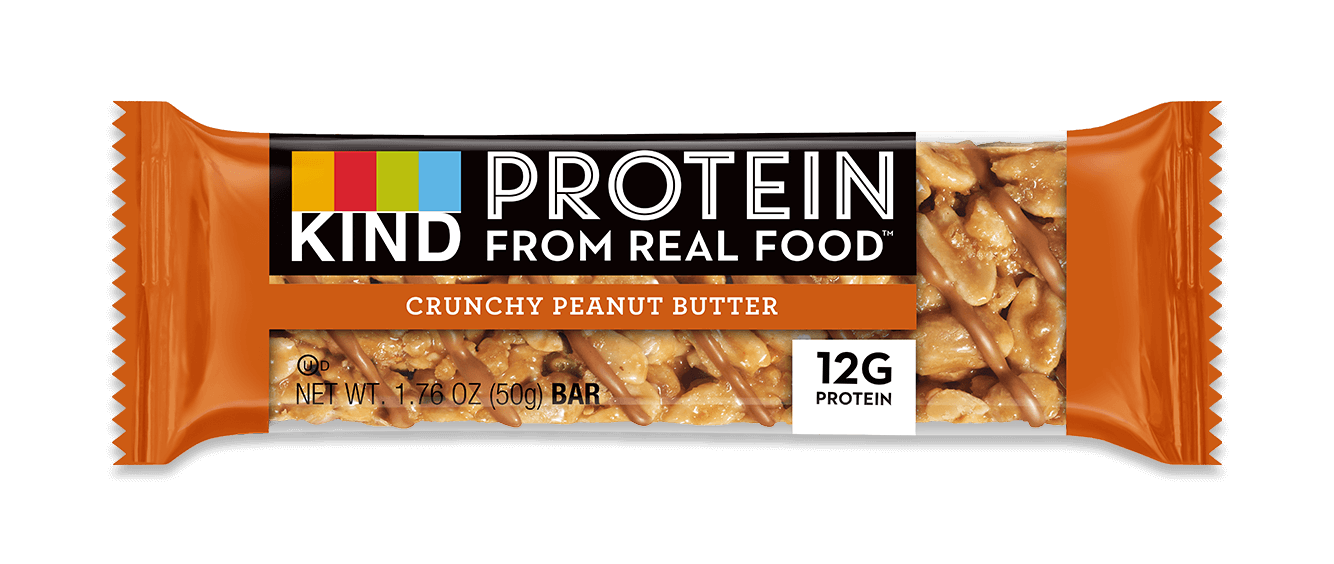 KIND
PROTEIN
FROM REAL FOOD™
CRUNCHY PEANUT BUTTER
Ⓤ D
NET WT. 1.76 OZ (50g) BAR
12G
PROTEIN